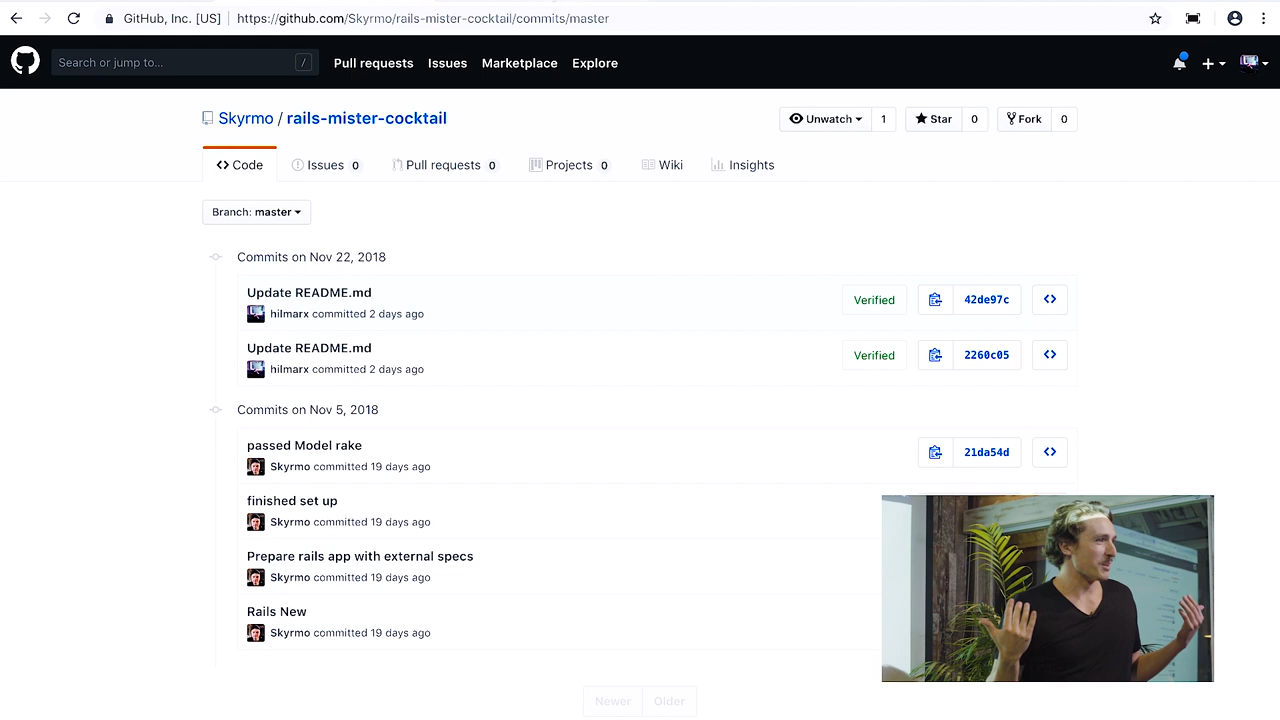 GitHub, Inc. [US] https://github.com/Skyrmo/rails-mister-cocktail/commits/master
Search or jump to... / Pull requests Issues Marketplace Explore
Skyrmo / rails-mister-cocktail Unwatch 1 Star 0 Fork 0
Code Issues 0 Pull requests 0 Projects 0 Wiki Insights
Branch: master
Commits on Nov 22, 2018
Update README.md
hilmarx committed 2 days ago
Verified 42de97c
Update README.md
hilmarx committed 2 days ago
Verified 2260c05
Commits on Nov 5, 2018
passed Model rake
Skyrmo committed 19 days ago
21da54d
finished set up
Skyrmo committed 19 days ago
Prepare rails app with external specs
Skyrmo committed 19 days ago
Rails New
Skyrmo committed 19 days ago
Newer Older